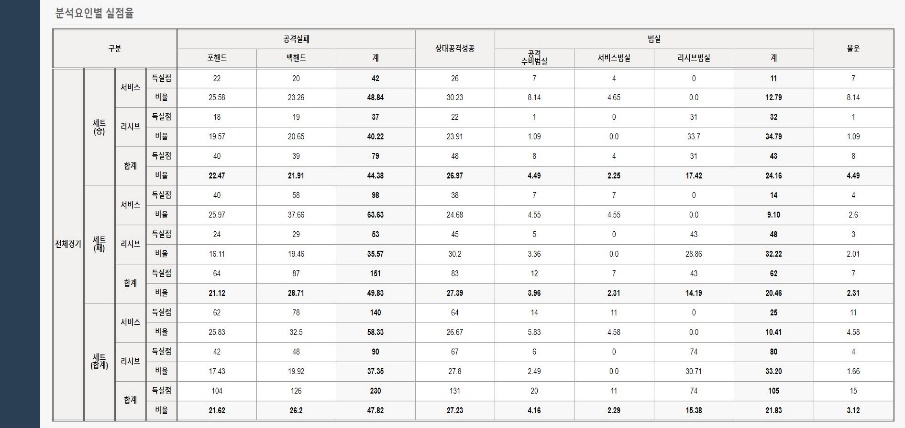 분석요인별 실점율
구분 공격실패 상대공격성공 범실 불운
포핸드 백핸드 계 공격수비범실 서비스범실 리시브범실 계
전체경기 세트(승) 서비스 득실점 22 20 42 26 7 4 0 11 7
비율 25.58 23.26 48.84 30.23 8.14 4.65 0.0 12.79 8.14
리시브 득실점 18 19 37 22 1 0 31 32 1
비율 19.57 20.65 40.22 23.91 1.09 0.0 33.7 34.79 1.09
합계 득실점 40 39 79 48 8 4 31 43 8
비율 22.47 21.91 44.38 26.97 4.49 2.25 17.42 24.16 4.49
세트(패) 서비스 득실점 40 58 98 38 7 7 0 14 4
비율 25.97 37.66 63.63 24.68 4.55 4.55 0.0 9.10 2.6
리시브 득실점 24 29 53 45 5 0 43 48 3
비율 16.11 19.46 35.57 30.2 3.36 0.0 28.86 32.22 2.01
합계 득실점 64 87 151 83 12 7 43 62 7
비율 21.12 28.71 49.83 27.39 3.96 2.31 14.19 20.46 2.31
세트(합계) 서비스 득실점 62 78 140 64 14 11 0 25 11
비율 25.83 32.5 58.33 26.67 5.83 4.58 0.0 10.41 4.58
리시브 득실점 42 48 90 67 6 0 74 80 4
비율 17.43 19.92 37.35 27.8 2.49 0.0 30.71 33.20 1.66
합계 득실점 104 126 230 131 20 11 74 105 15
비율 21.62 26.2 47.82 27.23 4.16 2.29 15.38 21.83 3.12